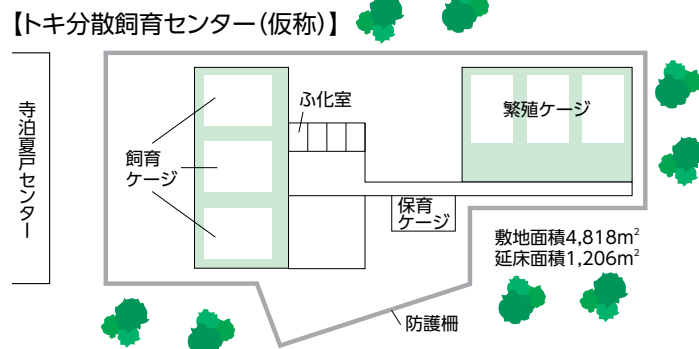 【トキ分散飼育センター(仮称)】
寺泊夏戸センター
飼育
ケージ
ふ化室
繁殖ケージ
保育
ケージ
敷地面積4,818m²
延床面積1,206m²
防護柵